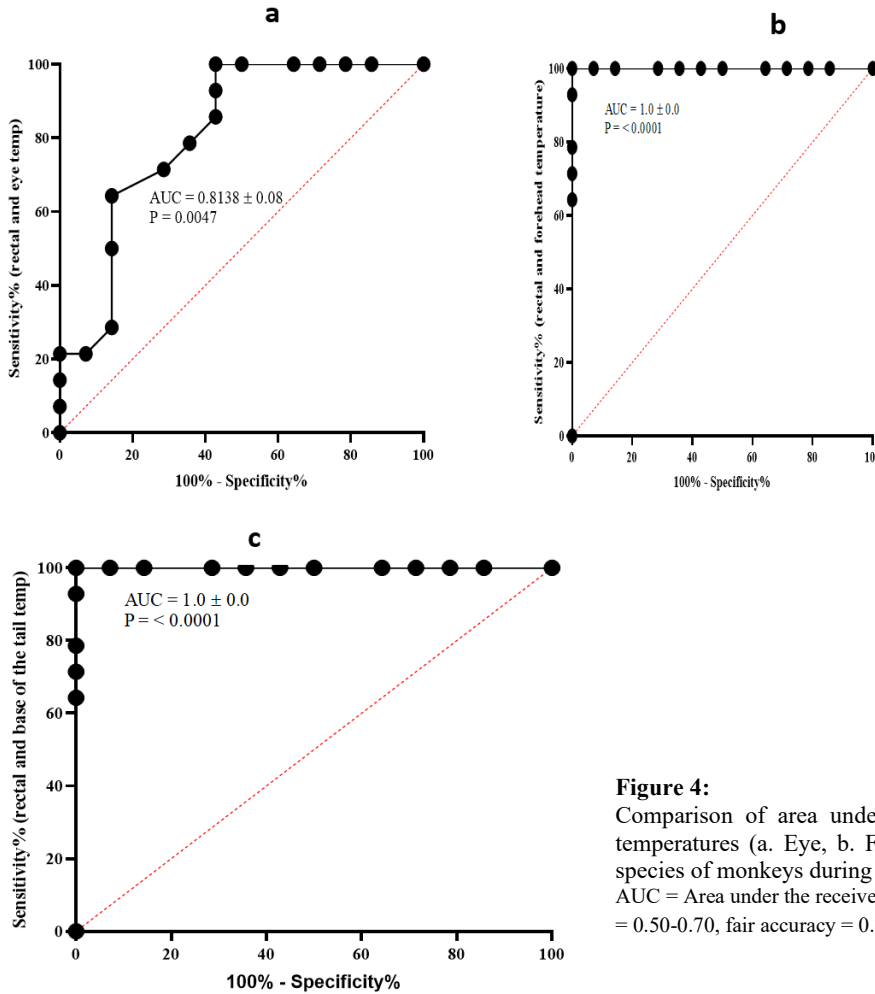 a
100
80
60
40
20
0
Sensitivity% (rectal and eye temp)
AUC = 0.8138 ± 0.08
P = 0.0047
0 20 40 60 80 100
100% - Specificity%
b
100
80
60
40
20
0
Sensitivity% (rectal and forehead temperature)
AUC = 1.0 ± 0.0
P = <0.0001
0 20 40 60 80 100
100% - Specificity%
c
100
80
60
40
20
0
Sensitivity% (rectal and base of the tail temp)
AUC = 1.0 ± 0.0
P = < 0.0001
0 20 40 60 80 100
100% - Specificity%
Figure 4:
Comparison of area unde
temperatures (a. Eye, b. F
species of monkeys during
AUC = Area under the receive
= 0.50-0.70, fair accuracy = 0.